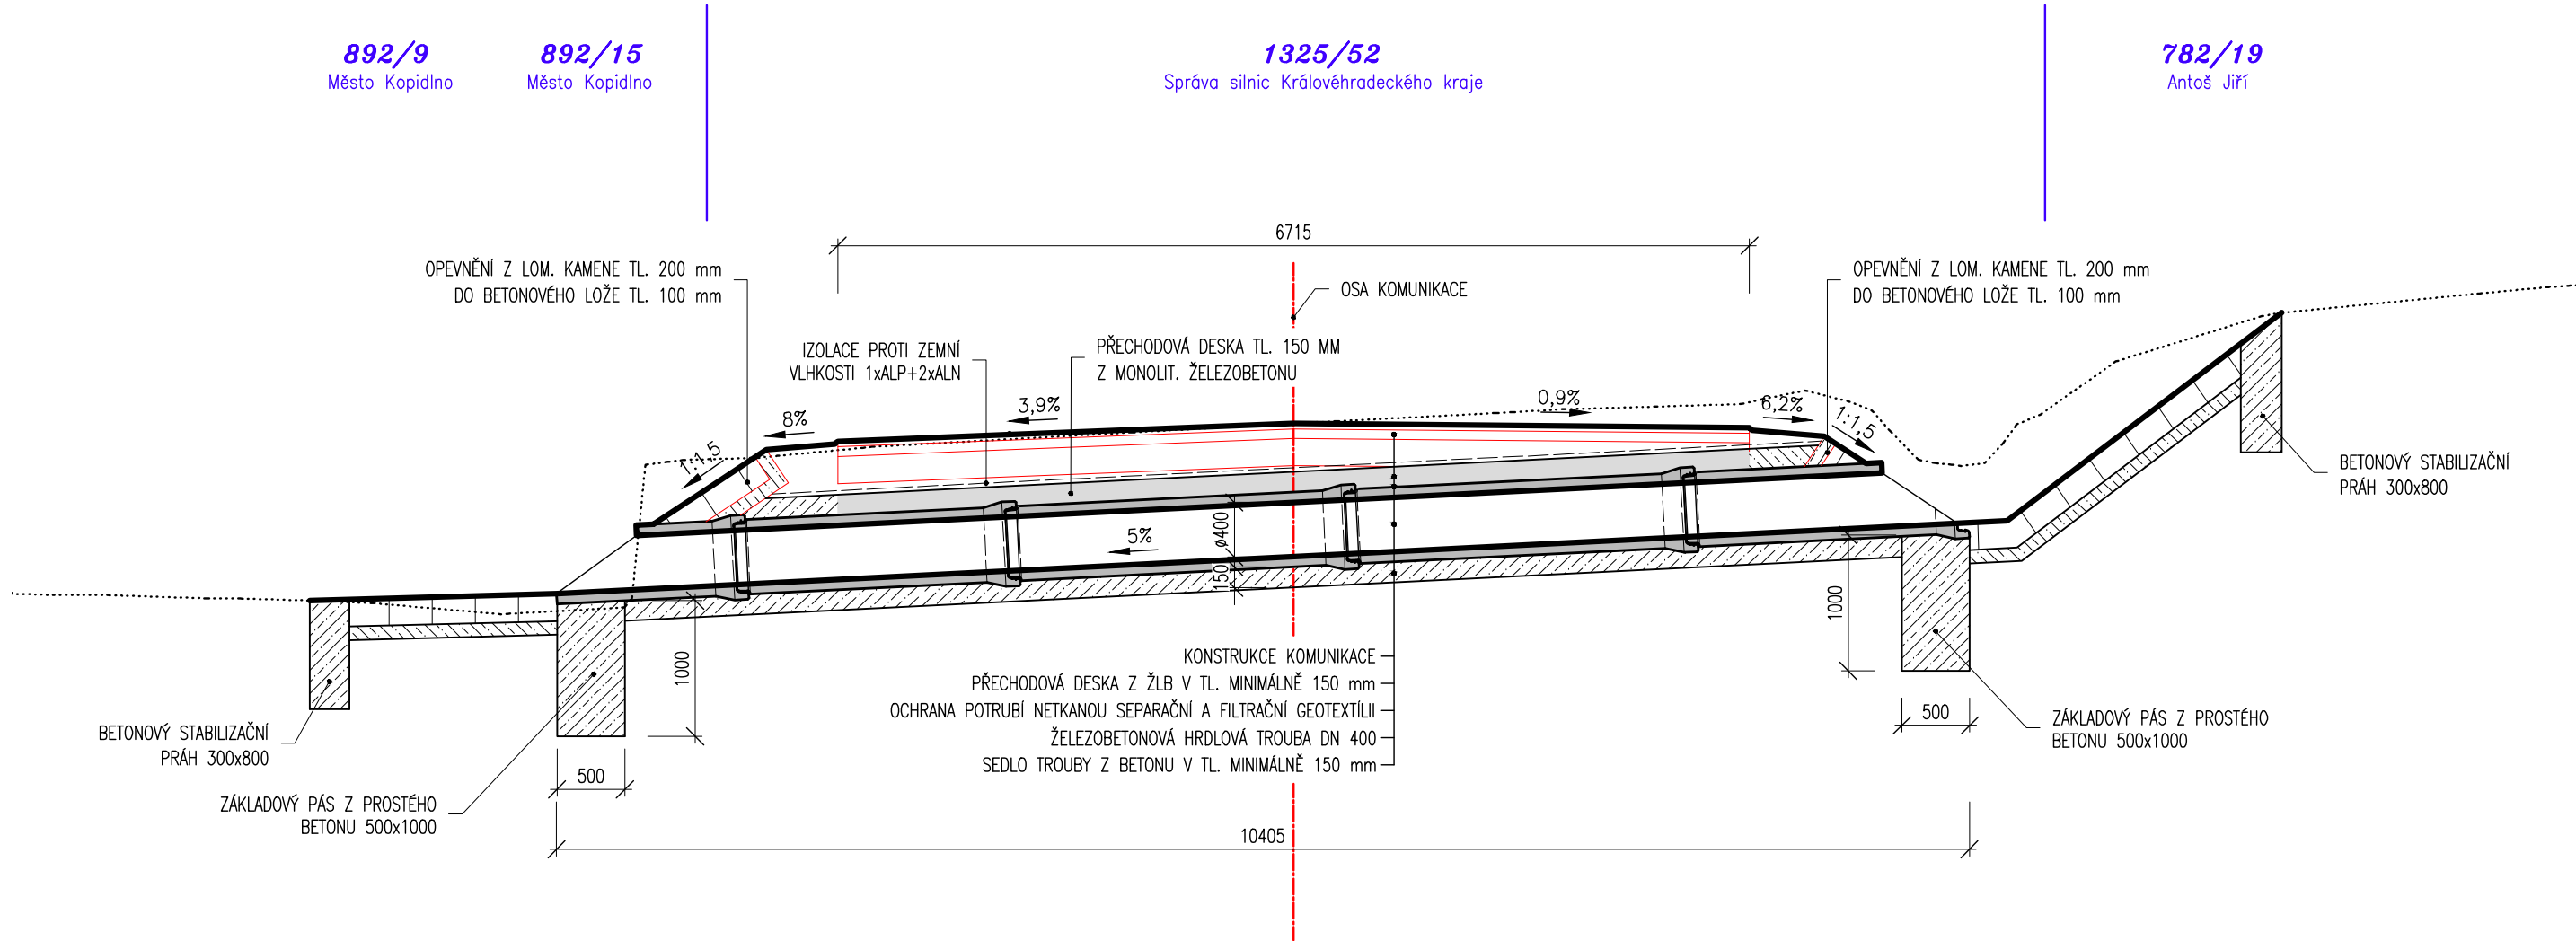 892/9
Město Kopidlno
892/15
Město Kopidlno
1325/52
Správa silnic Královéhradeckého kraje
782/19
Antoš Jiří
6715
OPEVNĚNÍ Z LOM. KAMENE TL. 200 mm
DO BETONOVÉHO LOŽE TL. 100 mm
OSA KOMUNIKACE
OPEVNĚNÍ Z LOM. KAMENE TL. 200 mm
DO BETONOVÉHO LOŽE TL. 100 mm
IZOLACE PROTI ZEMNÍ
VLHKOSTI 1xALP+2xALN
PŘECHODOVÁ DESKA TL. 150 MM
Z MONOLIT. ŽELEZOBETONU
8%
3,9%
0,9%
6,2%
1:1,5
1:1,5
5%
ø400
150
1000
1000
BETONOVÝ STABILIZAČNÍ
PRÁH 300x800
KONSTRUKCE KOMUNIKACE
PŘECHODOVÁ DESKA Z ŽLB V TL. MINIMÁLNĚ 150 mm
OCHRANA POTRUBÍ NETKANOU SEPARAČNÍ A FILTRAČNÍ GEOTEXTÍLII
ŽELEZOBETONOVÁ HRDLOVÁ TROUBA DN 400
SEDLO TROUBY Z BETONU V TL. MINIMÁLNĚ 150 mm
BETONOVÝ STABILIZAČNÍ
PRÁH 300x800
500
ZÁKLADOVÝ PÁS Z PROSTÉHO
BETONU 500x1000
500
ZÁKLADOVÝ PÁS Z PROSTÉHO
BETONU 500x1000
10405